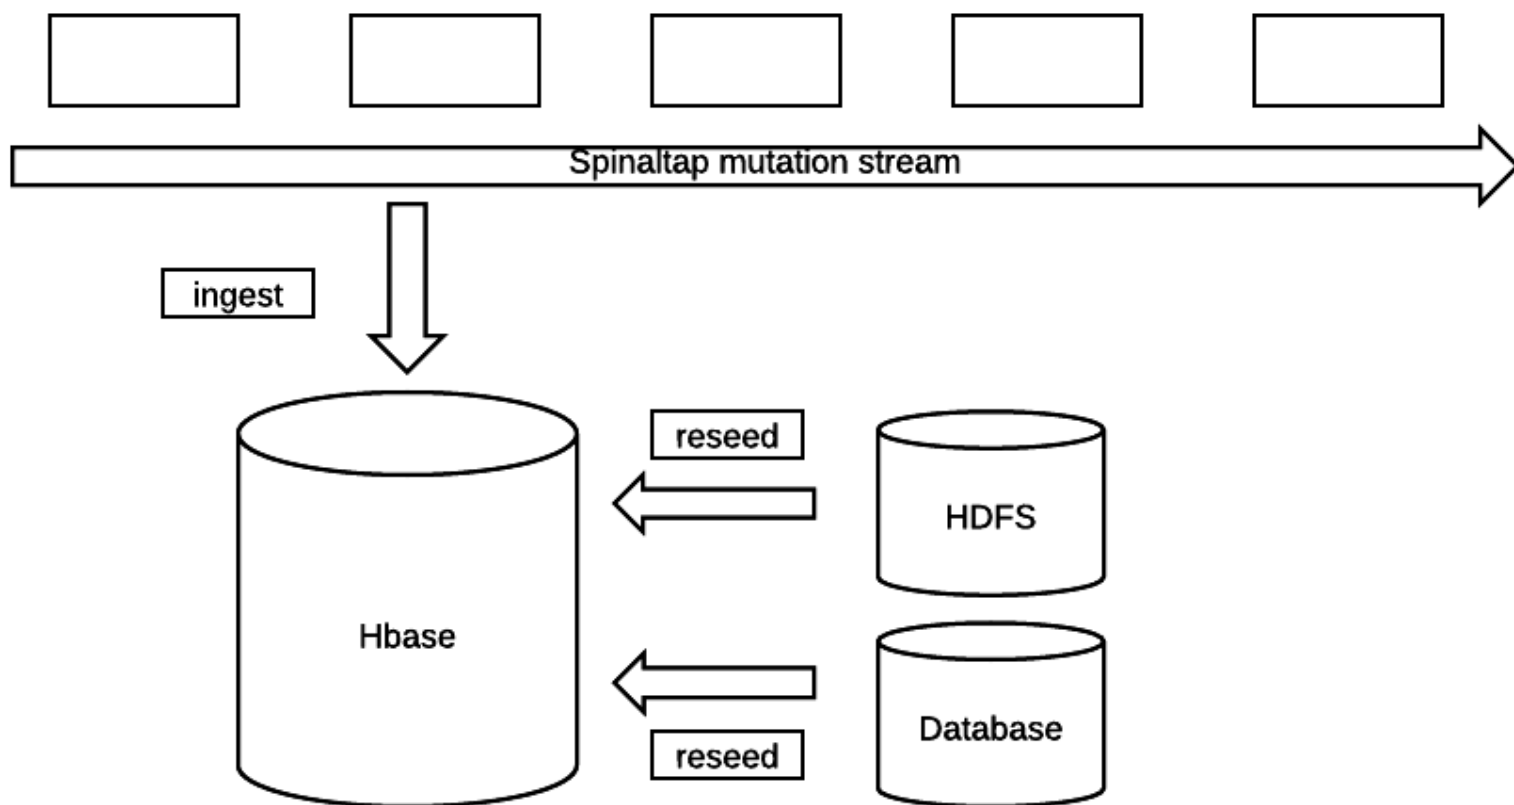 Spinaltap mutation stream
ingest
reseed
HDFS
Hbase
Database
reseed